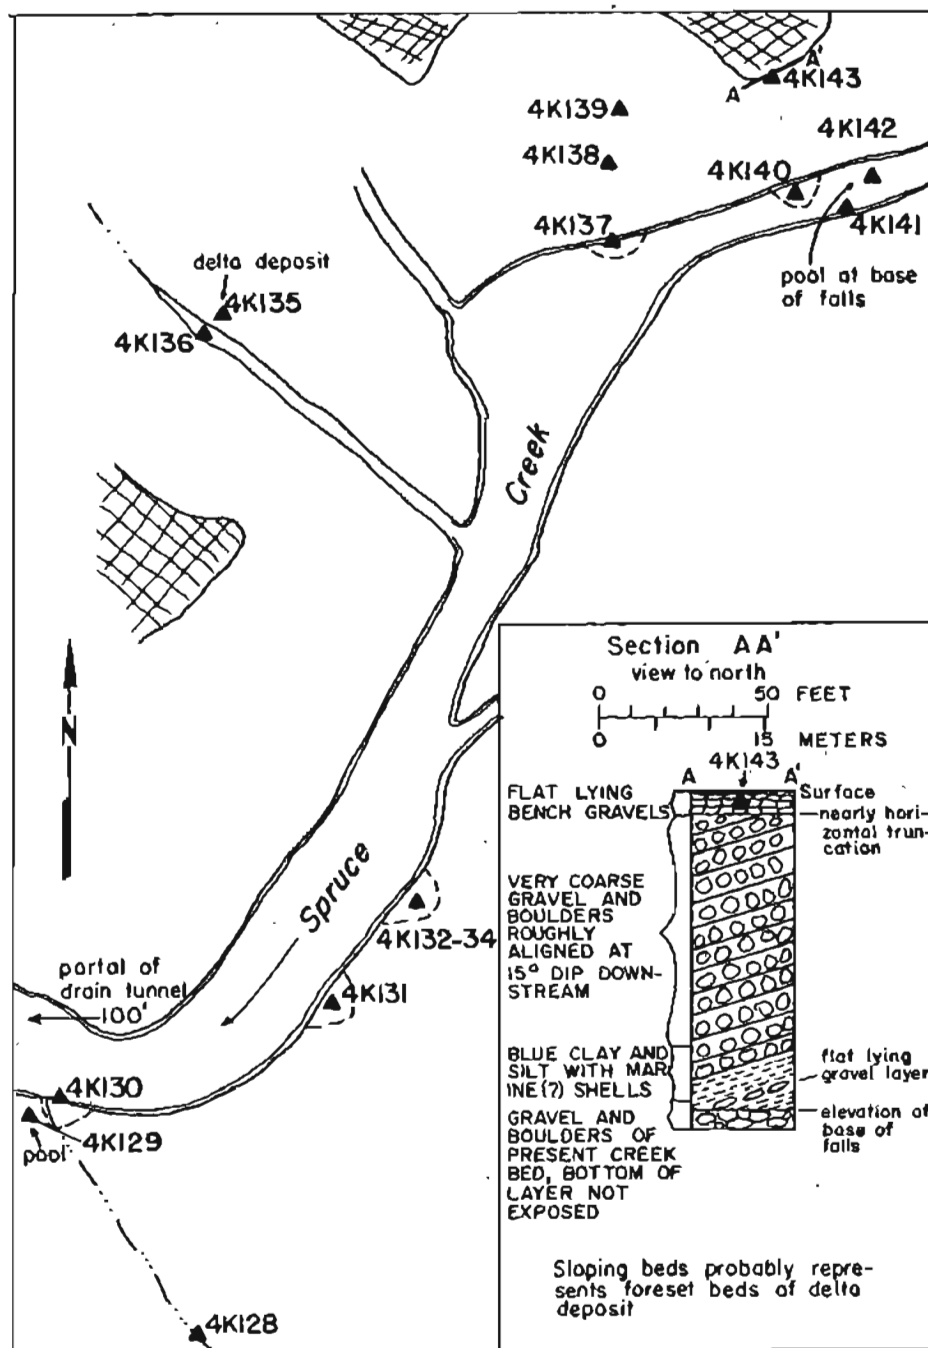 A A'
4K143
4K139
4K142
4K138
4K140
4K137
4K141
delta deposit
pool at base
of falls
4K135
4K136
Creek
N
Spruce
4K132-34
portal of
drain tunnel
100'
4K131
4K130
4K129
pool
4K128
Section AA'
view to north
0 50 FEET
0 15 METERS
4K143
A A'
FLAT LYING
BENCH GRAVELS
Surface
nearly hori-
zontal trun-
cation
VERY COARSE
GRAVEL AND
BOULDERS
ROUGHLY
ALIGNED AT
15° DIP DOWN-
STREAM
BLUE CLAY AND
SILT WITH MAR-
INE(?) SHELLS
flat lying
gravel layer
GRAVEL AND
BOULDERS OF
PRESENT CREEK
BED, BOTTOM OF
LAYER NOT
EXPOSED
elevation of
base of
falls
Sloping beds probably repre-
sents foreset beds of delta
deposit